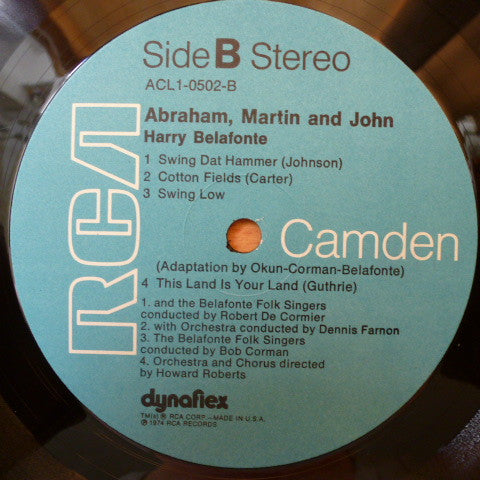 Side B Stereo
ACL1-0502-B
Abraham, Martin and John
Harry Belafonte
1 Swing Dat Hammer (Johnson)
2 Cotton Fields (Carter)
3 Swing Low
RCA
Camden
(Adaptation by Okun-Corman-Belafonte)
4 This Land Is Your Land (Guthrie)
1. and the Belafonte Folk Singers
conducted by Robert De Cormier
2. with Orchestra conducted by Dennis Farnon
3. The Belafonte Folk Singers
conducted by Bob Corman
4. Orchestra and Chorus directed
by Howard Roberts
dynaflex
TM(s) ® RCA CORP.–MADE IN U.S.A.
℗ 1974 RCA RECORDS